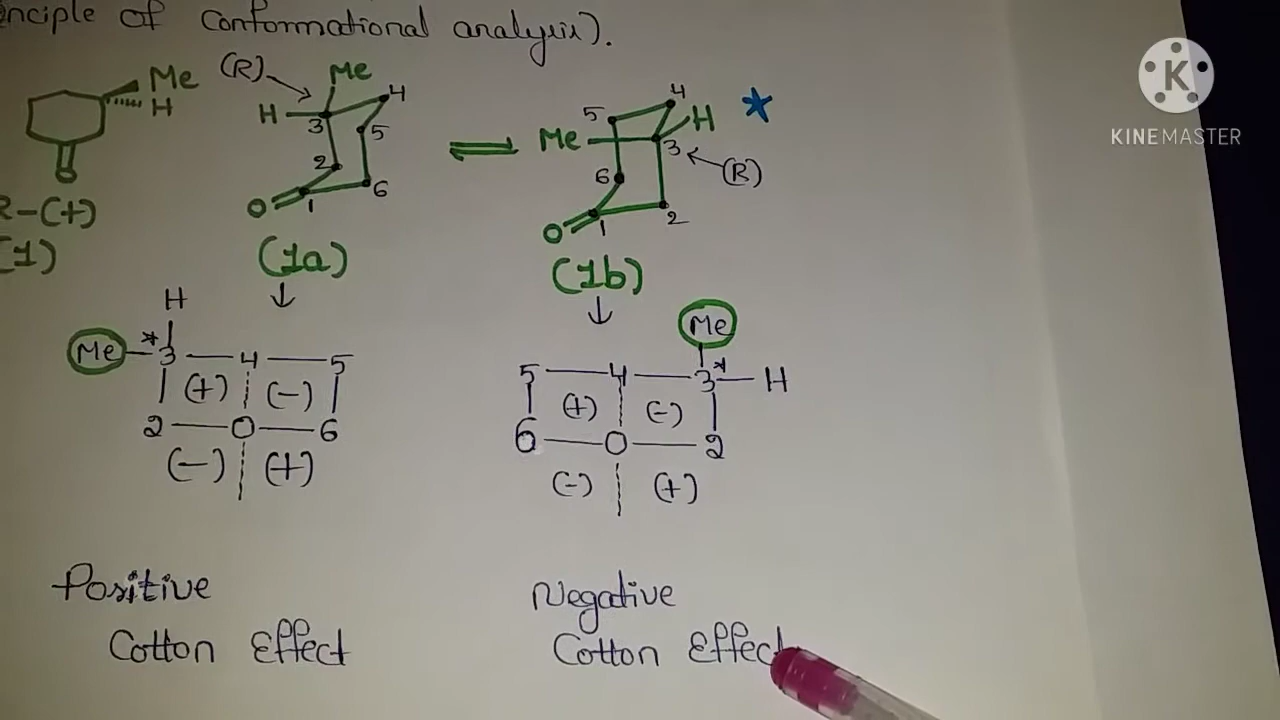 nciple of Conformational analysis).
K
KINEMASTER
Me
H
O
R-(+)
(1)
(R)
Me
H
3
4
5
2
6
1
O
(1a)
4
5
H
Me
3
(R)
6
1
2
O
(1b)
H
Me 3 4 5
(+) (-)
2 O 6
(-) (+)
Me
5 4 3 H
(+) (-)
6 O 2
(-) (+)
Positive
Cotton Effect
Negative
Cotton Effect